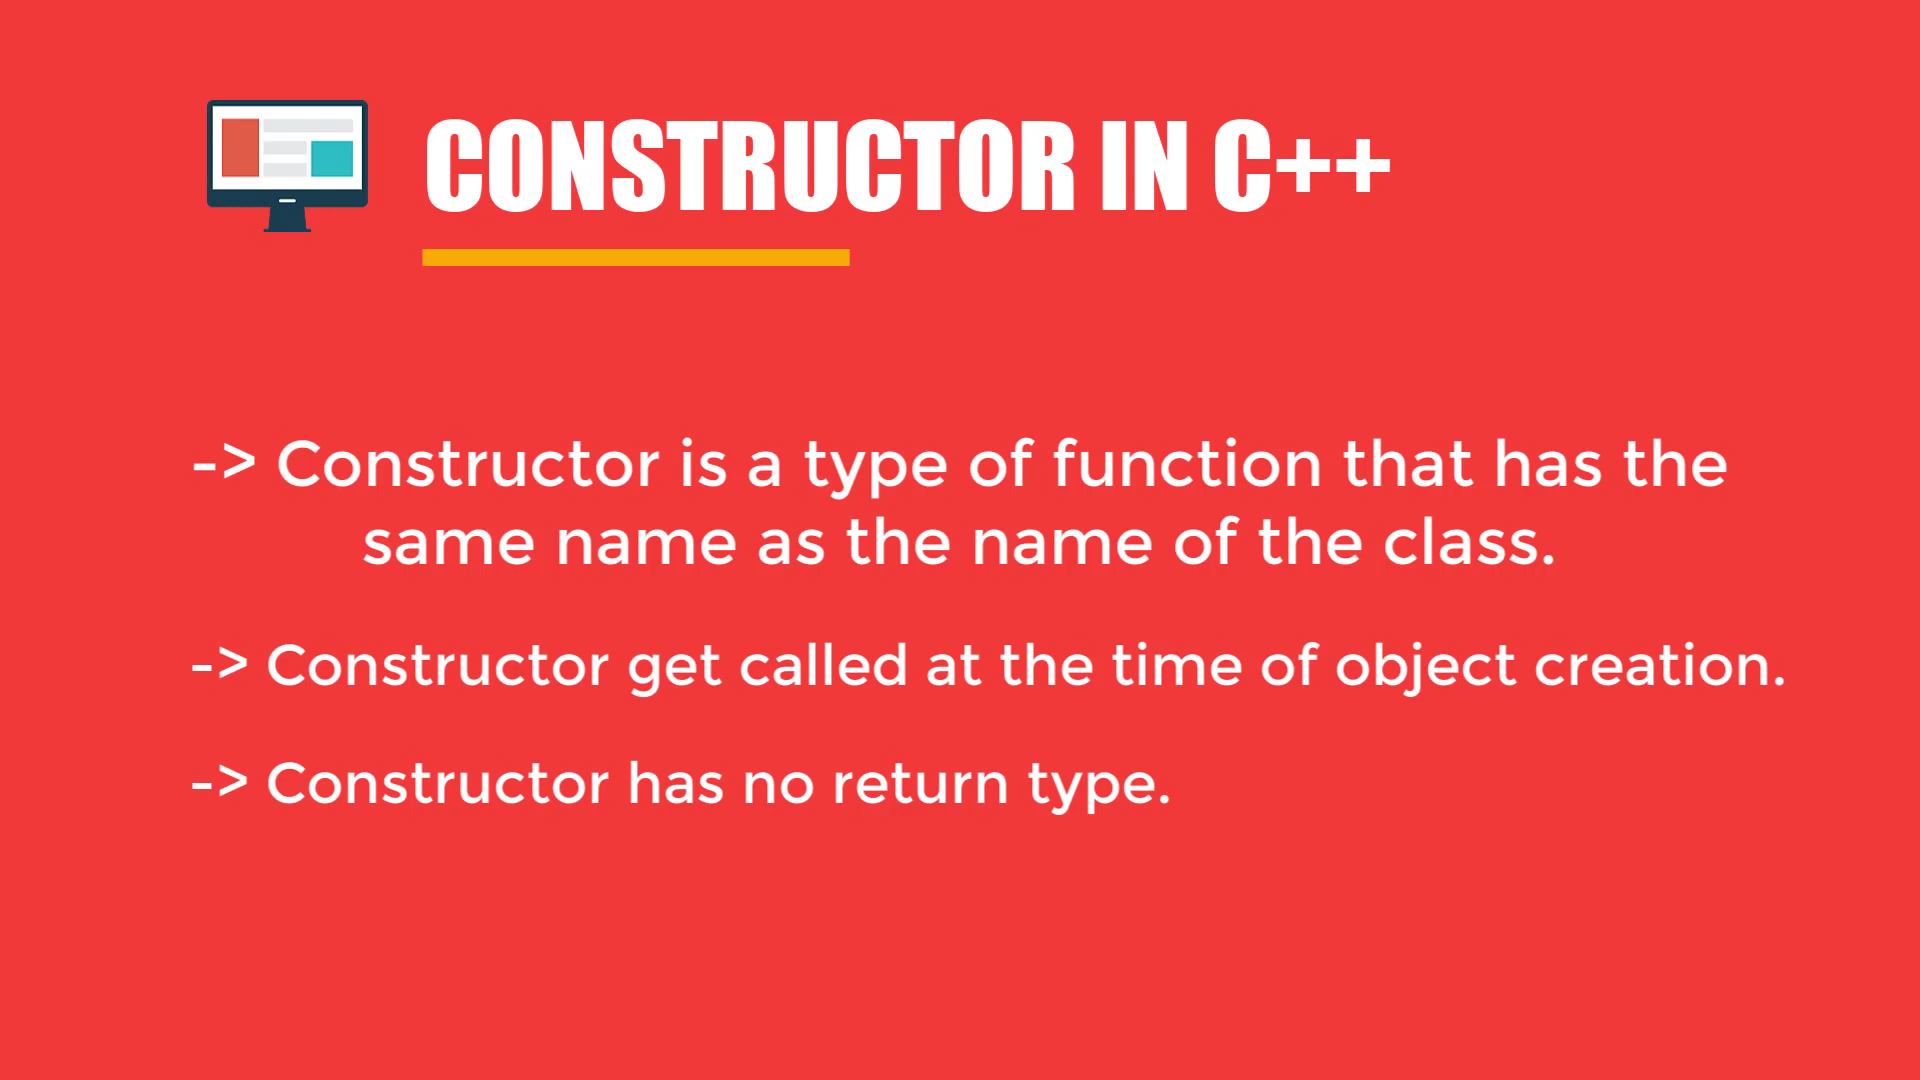 CONSTRUCTOR IN C++
-> Constructor is a type of function that has the
same name as the name of the class.
-> Constructor get called at the time of object creation.
-> Constructor has no return type.